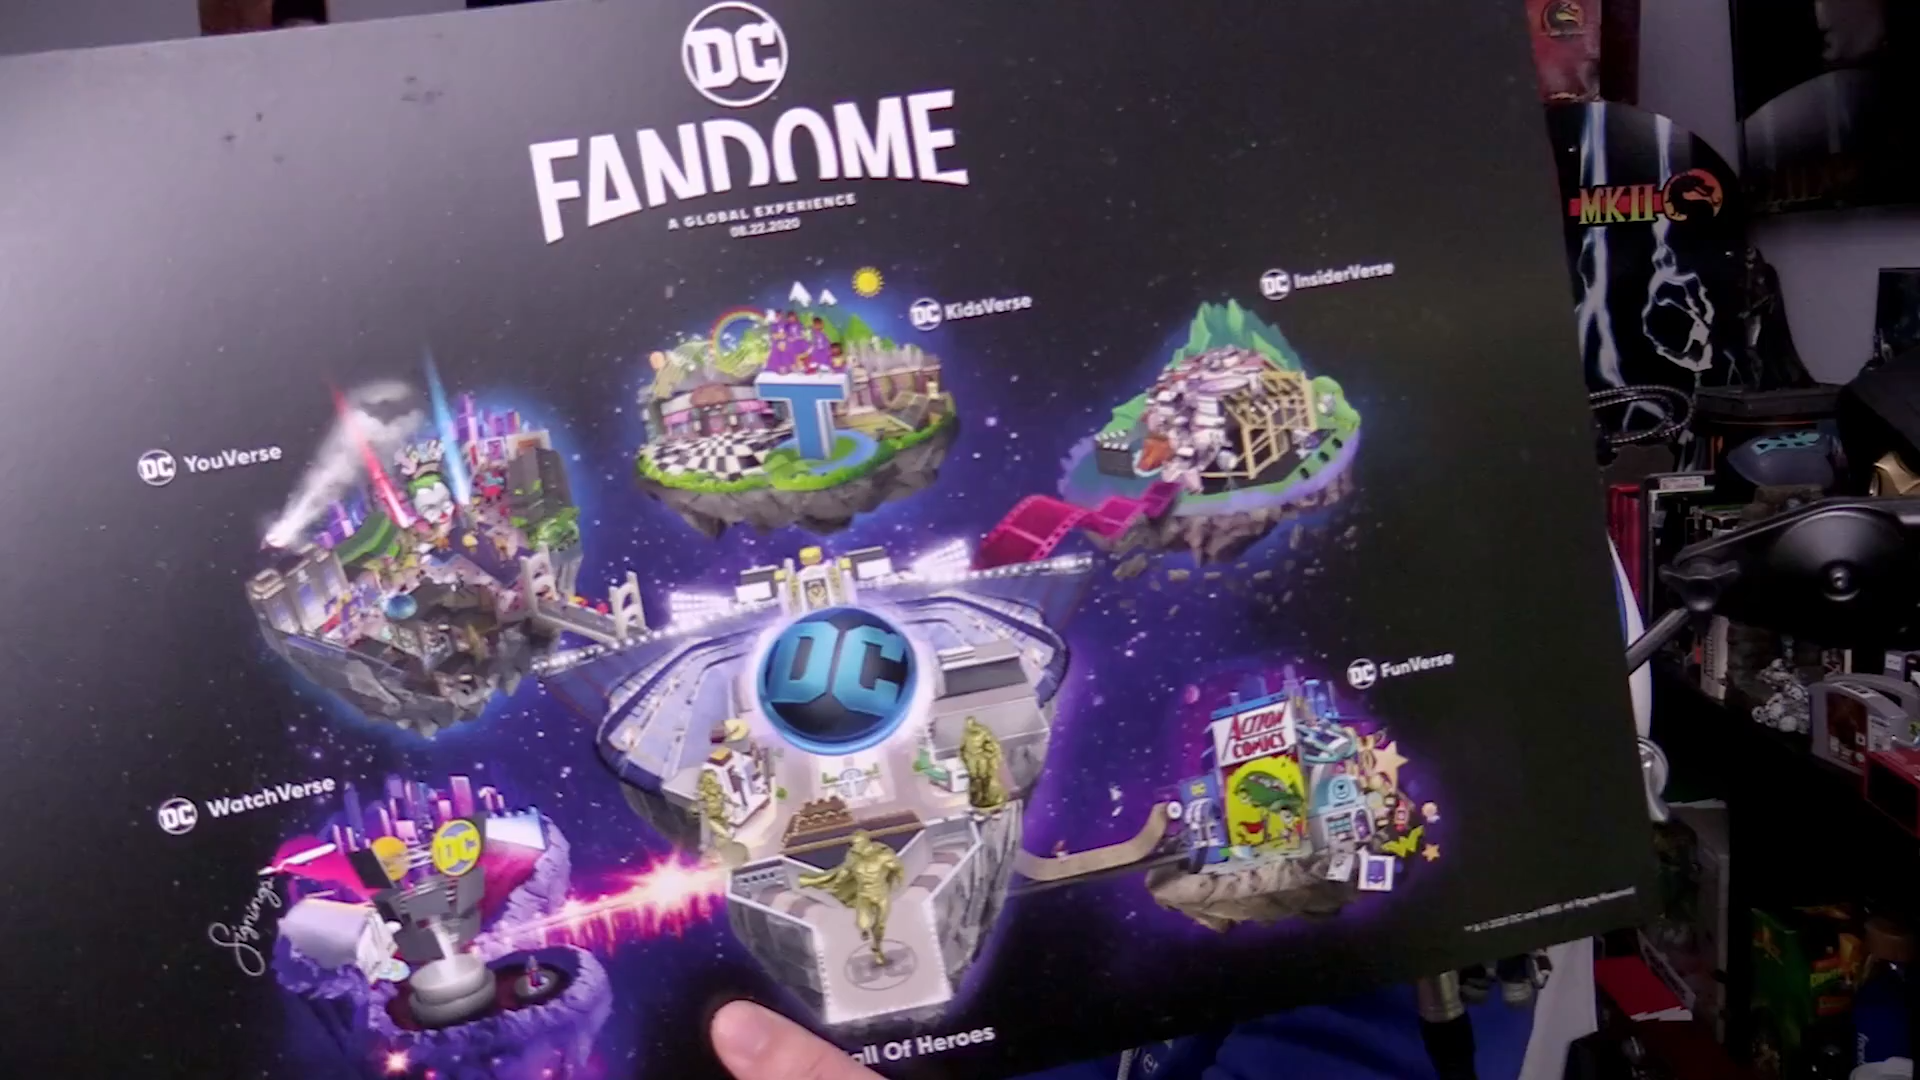 DC
FANDOME
A GLOBAL EXPERIENCE
08.22.2020
DC KidsVerse
DC InsiderVerse
MKII
DC YouVerse
T
DC
DC FunVerse
ACTION
COMICS
DC WatchVerse
DC
all Of Heroes